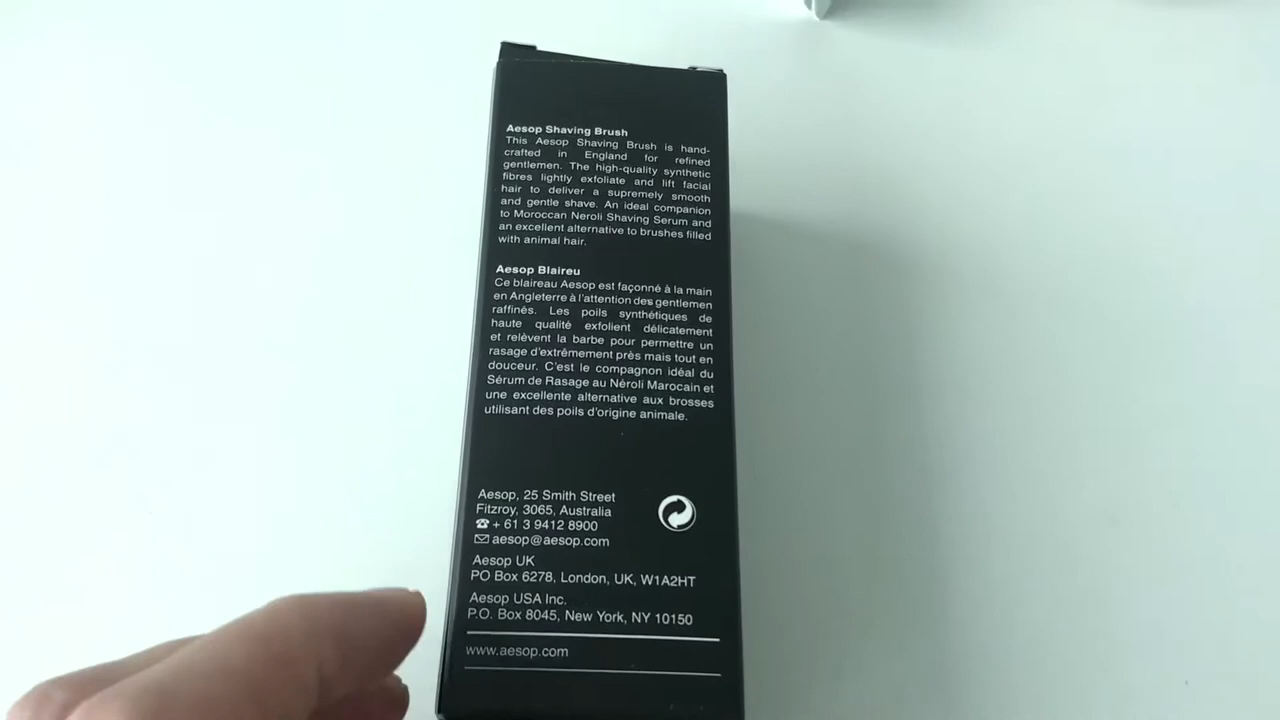 Aesop Shaving Brush
This Aesop Shaving Brush is hand-
crafted in England for refined
gentlemen. The high-quality synthetic
fibres lightly exfoliate and lift facial
hair to deliver a supremely smooth
and gentle shave. An ideal companion
to Moroccan Neroli Shaving Serum and
an excellent alternative to brushes filled
with animal hair.
Aesop Blaireu
Ce blaireau Aesop est façonné à la main
en Angleterre à l'attention des gentlemen
raffinés. Les poils synthétiques de
haute qualité exfolient délicatement
et relèvent la barbe pour permettre un
rasage d'extrêmement près mais tout en
douceur. C'est le compagnon idéal du
Sérum de Rasage au Néroli Marocain et
une excellente alternative aux brosses
utilisant des poils d'origine animale.
Aesop, 25 Smith Street
Fitzroy, 3065, Australia
☎ + 61 3 9412 8900
✉ aesop@aesop.com
Aesop UK
PO Box 6278, London, UK, W1A2HT
Aesop USA Inc.
P.O. Box 8045, New York, NY 10150
www.aesop.com